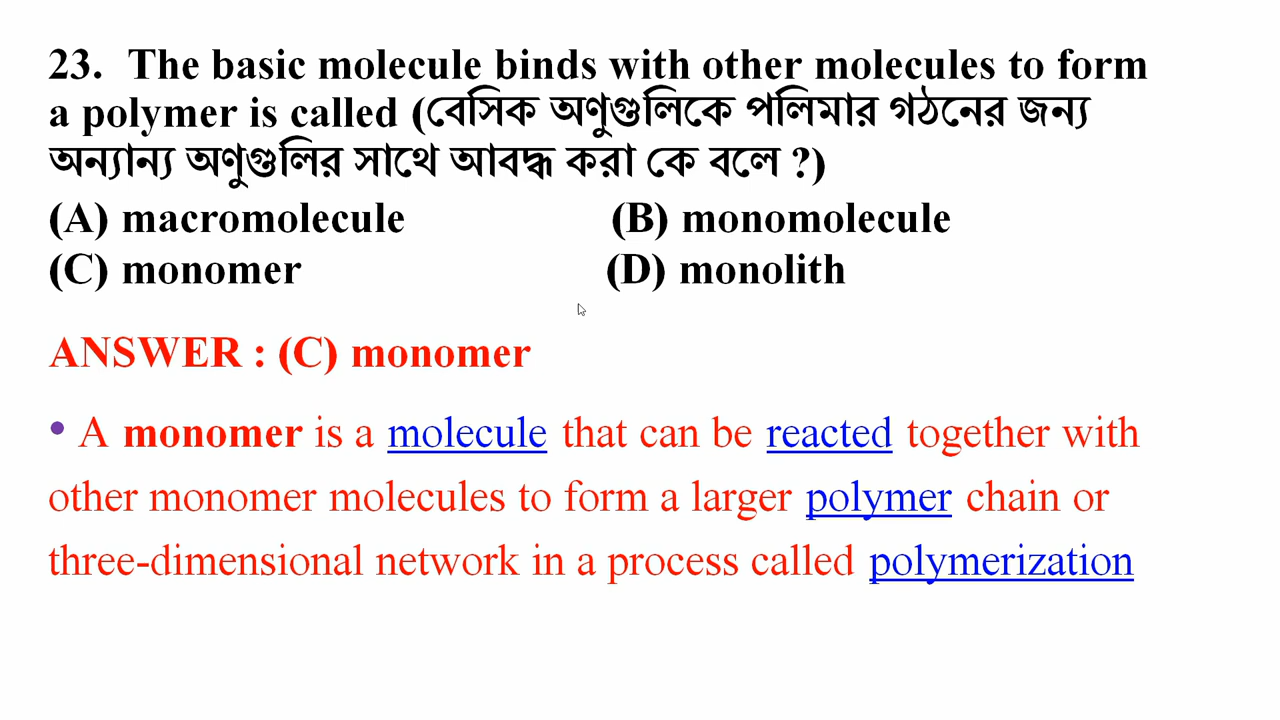 23. The basic molecule binds with other molecules to form
a polymer is called (বেসিক অণুগুলিকে পলিমার গঠনের জন্য
অন্যান্য অণুগুলির সাথে আবদ্ধ করা কে বলে ?)
(A) macromolecule (B) monomolecule
(C) monomer (D) monolith
ANSWER : (C) monomer
• A monomer is a molecule that can be reacted together with
other monomer molecules to form a larger polymer chain or
three-dimensional network in a process called polymerization